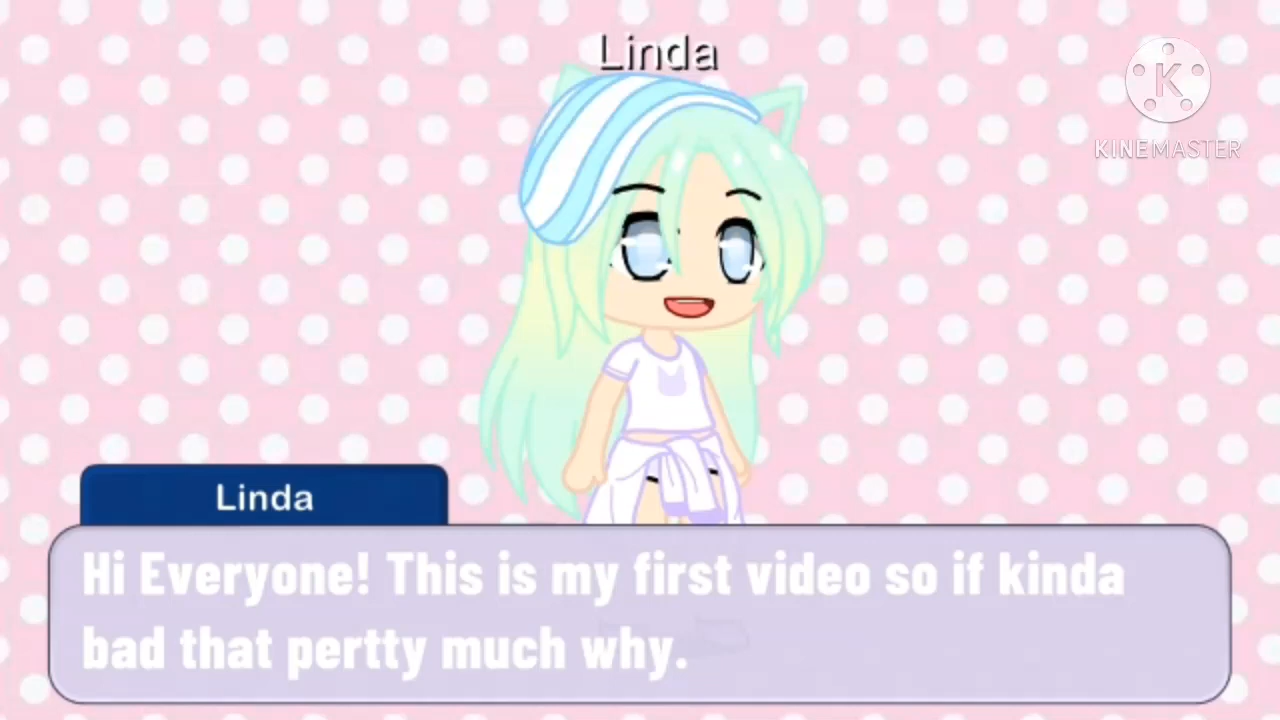 Linda
K
KINEMASTER
Linda
Hi Everyone! This is my first video so if kinda
bad that pertty much why.